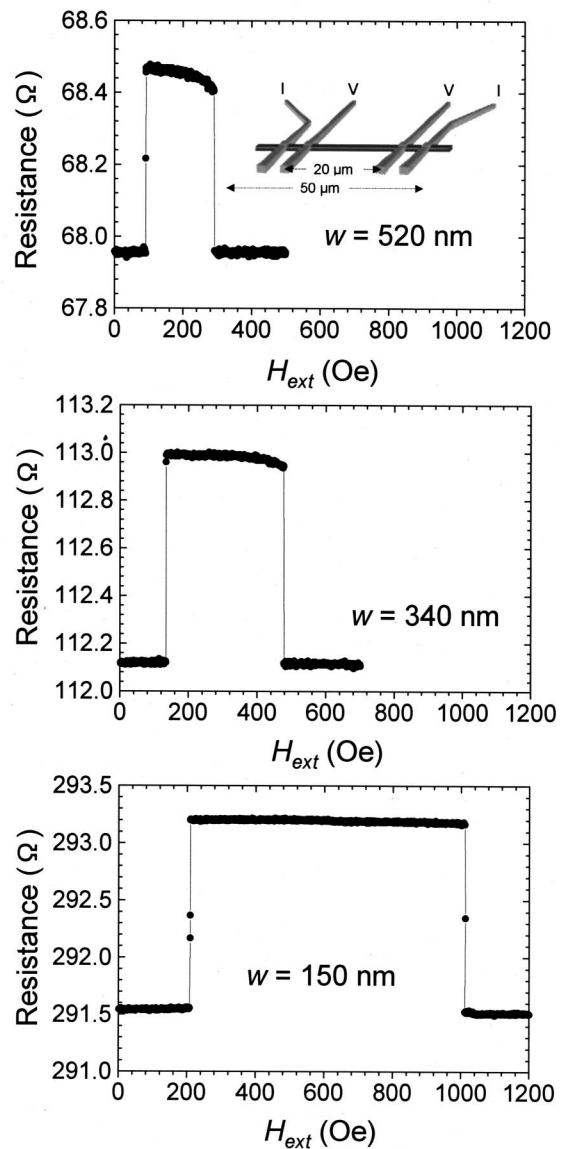 68.6
68.4
68.2
68.0
67.8
Resistance ( Ω )
I V V I
20 µm
50 µm
w = 520 nm
0 200 400 600 800 1000 1200
Hext (Oe)
113.2
113.0
112.8
112.6
112.4
112.2
112.0
Resistance ( Ω )
w = 340 nm
0 200 400 600 800 1000 1200
Hext (Oe)
293.5
293.0
292.5
292.0
291.5
291.0
Resistance (Ω )
w = 150 nm
0 200 400 600 800 1000 1200
Hext (Oe)